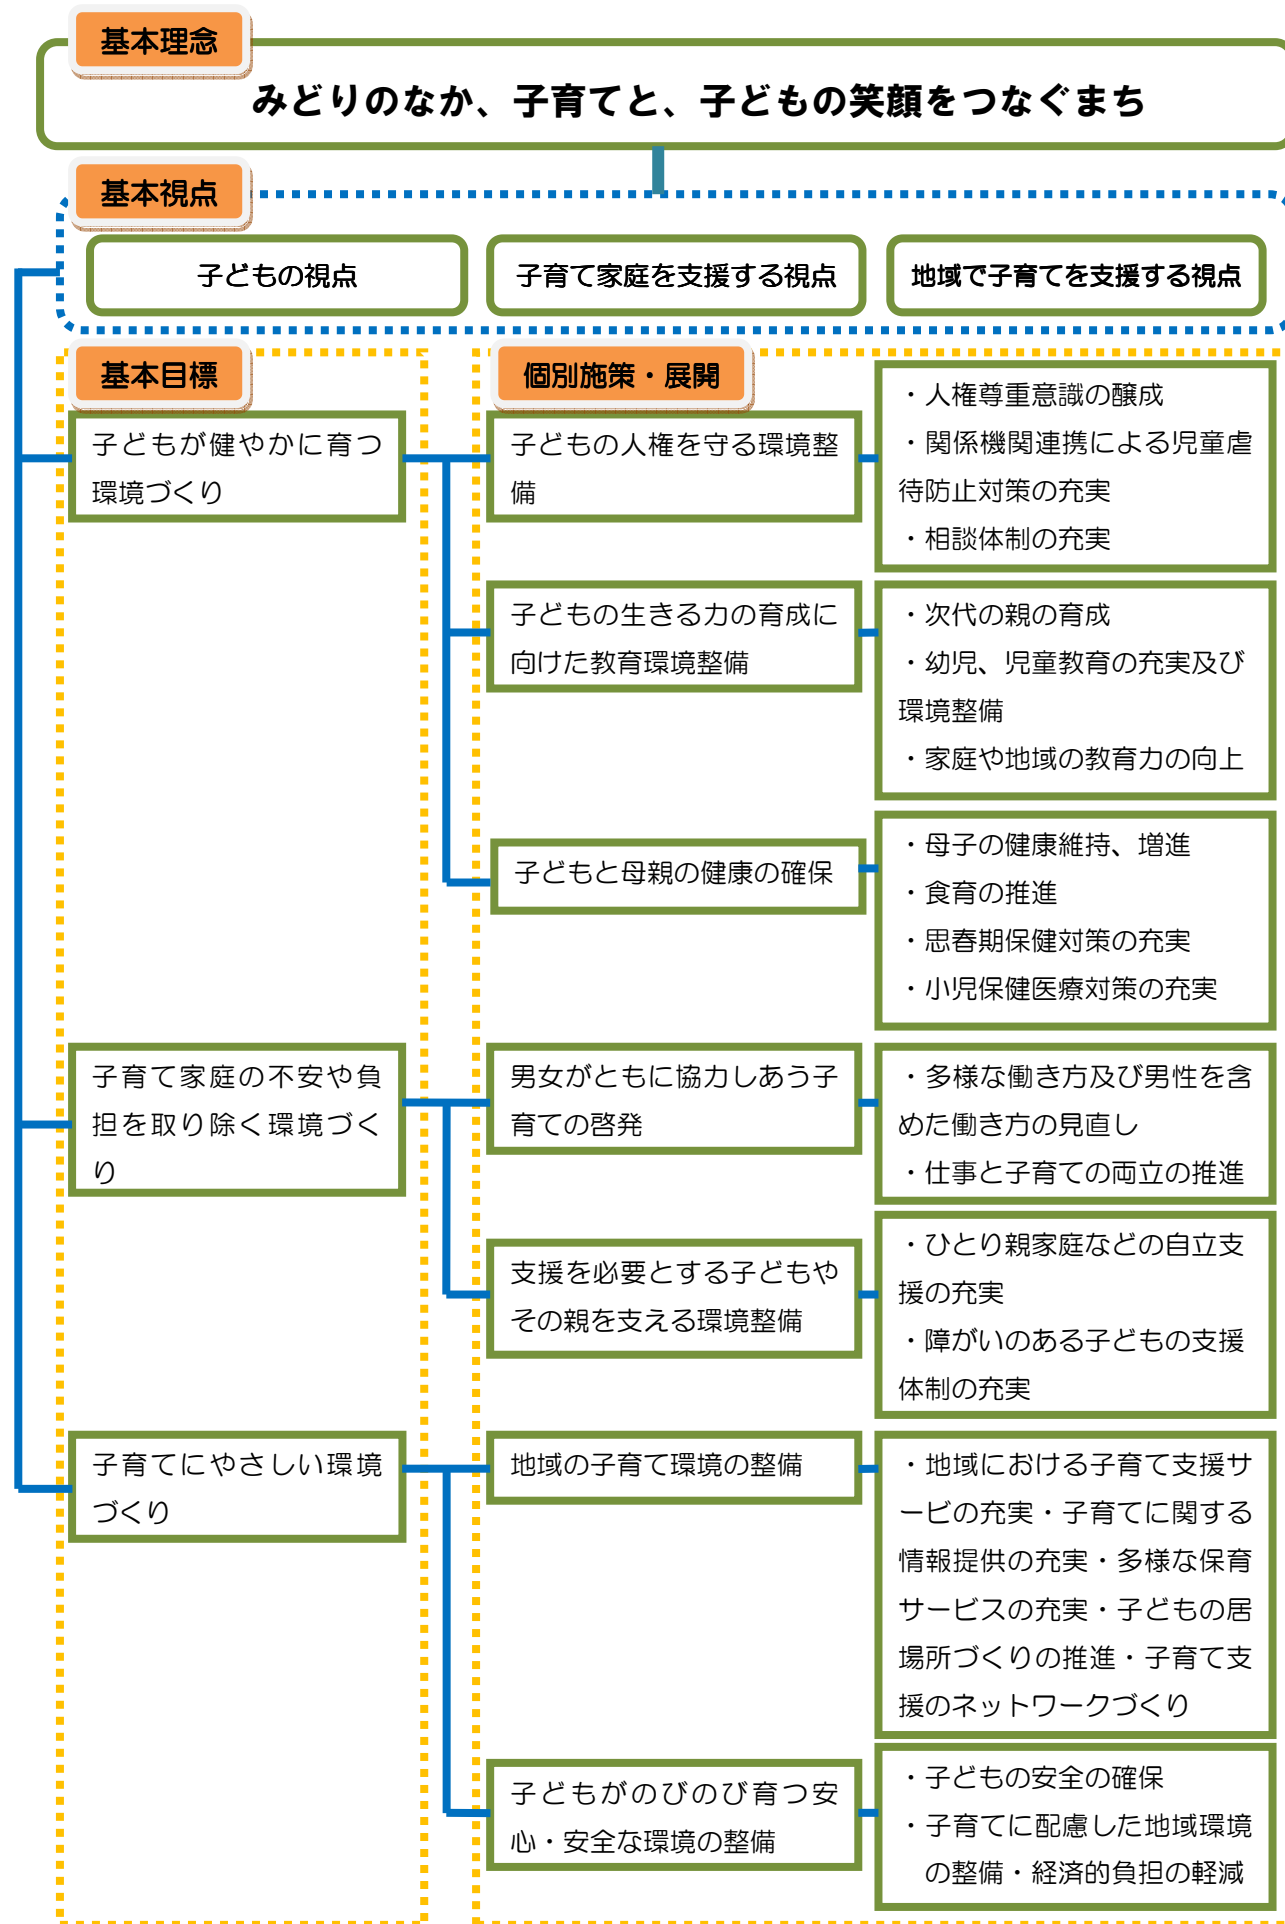 基本理念
みどりのなか、子育てと、子どもの笑顔をつなぐまち
基本視点
子どもの視点
子育て家庭を支援する視点
地域で子育てを支援する視点
基本目標
個別施策・展開
子どもが健やかに育つ
環境づくり
子どもの人権を守る環境整
備
・人権尊重意識の醸成
・関係機関連携による児童虐
待防止対策の充実
・相談体制の充実
子どもの生きる力の育成に
向けた教育環境整備
・次代の親の育成
・幼児、児童教育の充実及び
環境整備
・家庭や地域の教育力の向上
子どもと母親の健康の確保
・母子の健康維持、増進
・食育の推進
・思春期保健対策の充実
・小児保健医療対策の充実
子育て家庭の不安や負
担を取り除く環境づく
り
男女がともに協力しあう子
育ての啓発
・多様な働き方及び男性を含
めた働き方の見直し
・仕事と子育ての両立の推進
支援を必要とする子どもや
その親を支える環境整備
・ひとり親家庭などの自立支
援の充実
・障がいのある子どもの支援
体制の充実
子育てにやさしい環境
づくり
地域の子育て環境の整備
・地域における子育て支援サ
ービの充実・子育てに関する
情報提供の充実・多様な保育
サービスの充実・子どもの居
場所づくりの推進・子育て支
援のネットワークづくり
子どもがのびのび育つ安
心・安全な環境の整備
・子どもの安全の確保
・子育てに配慮した地域環境
の整備・経済的負担の軽減